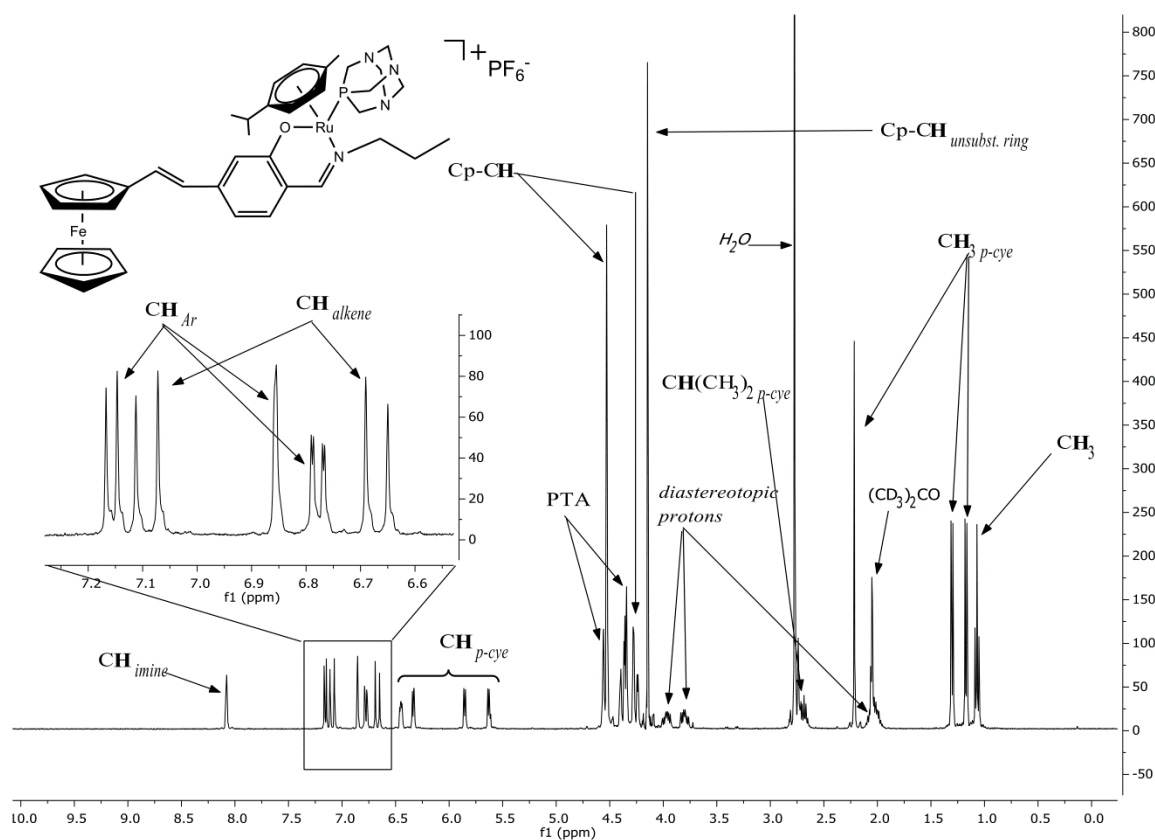 +
PF6-
N
N
N
P
Ru
O
N
Fe
Cp-CH
Cp-CH unsubst. ring
H2O
CH3 p-cye
CH Ar
CH alkene
CH(CH3)2 p-cye
CH3
PTA
diastereotopic
protons
(CD3)2CO
CH imine
CH p-cye
100
80
60
40
20
0
7.2 7.1 7.0 6.9 6.8 6.7 6.6
f1 (ppm)
800
750
700
650
600
550
500
450
400
350
300
250
200
150
100
50
0
-50
10.0 9.5 9.0 8.5 8.0 7.5 7.0 6.5 6.0 5.5 5.0 4.5 4.0 3.5 3.0 2.5 2.0 1.5 1.0 0.5 0.0
f1 (ppm)